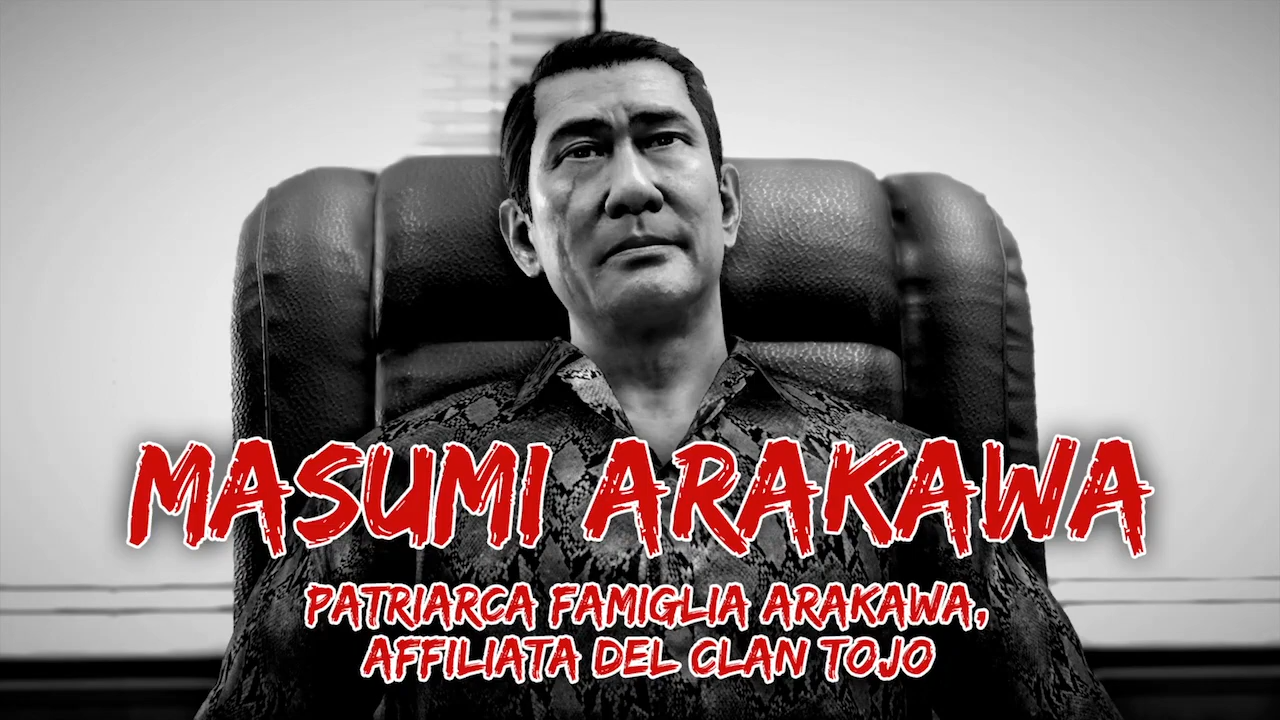 MASUMI ARAKAWA
PATRIARCA FAMIGLIA ARAKAWA,
AFFILIATA DEL CLAN TOJO